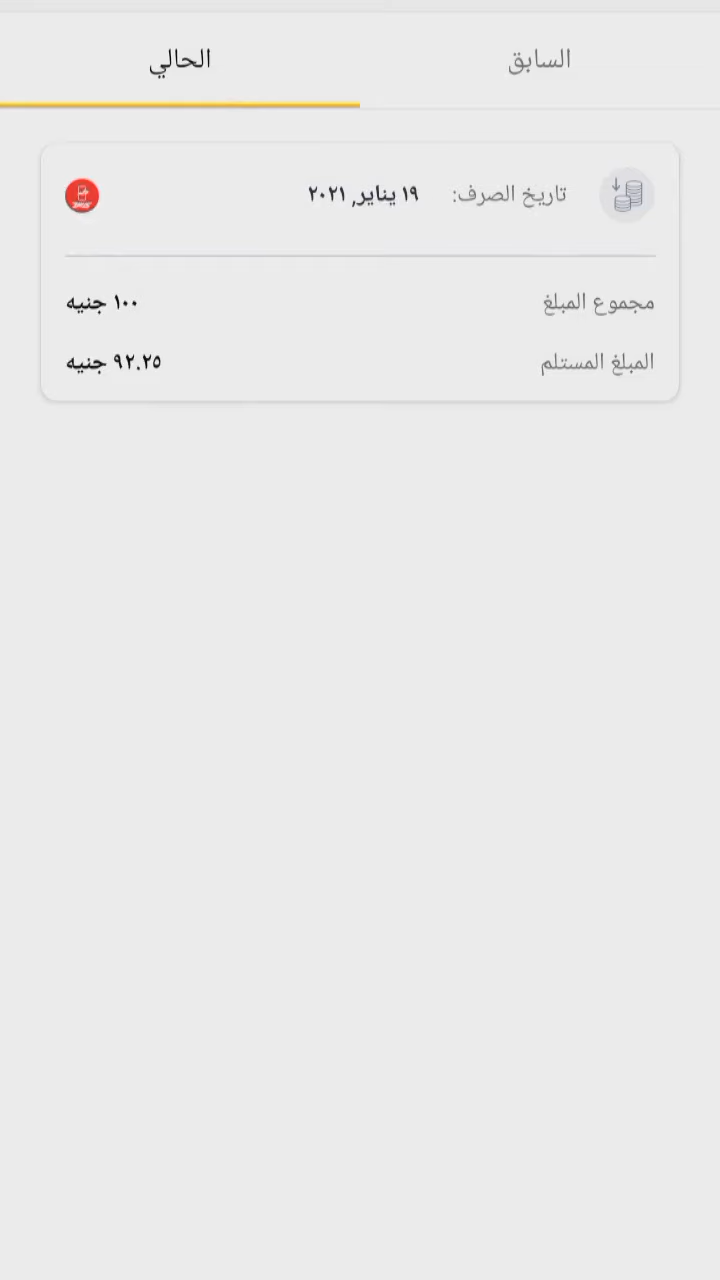 السابق
الحالي
تاريخ الصرف: ١٩ يناير, ٢٠٢١
مجموع المبلغ ١٠٠ جنيه
المبلغ المستلم ٩٢.٢٥ جنيه